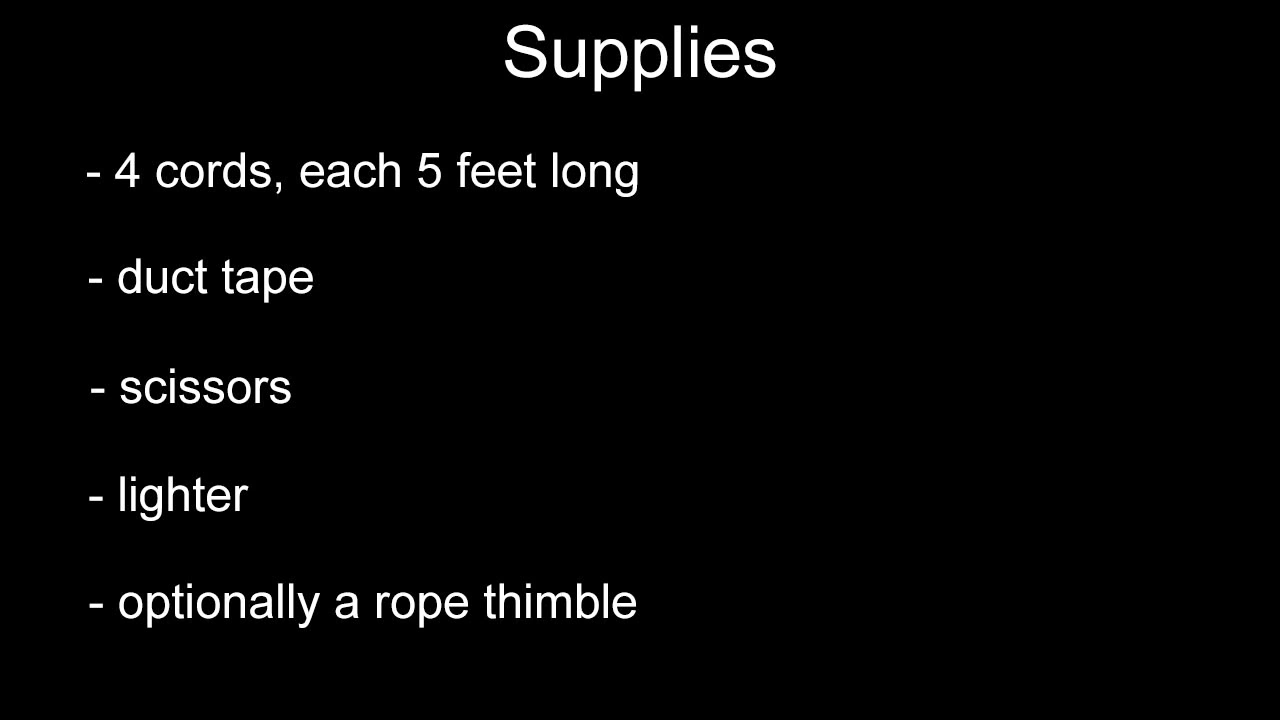 Supplies
- 4 cords, each 5 feet long
- duct tape
- scissors
- lighter
- optionally a rope thimble